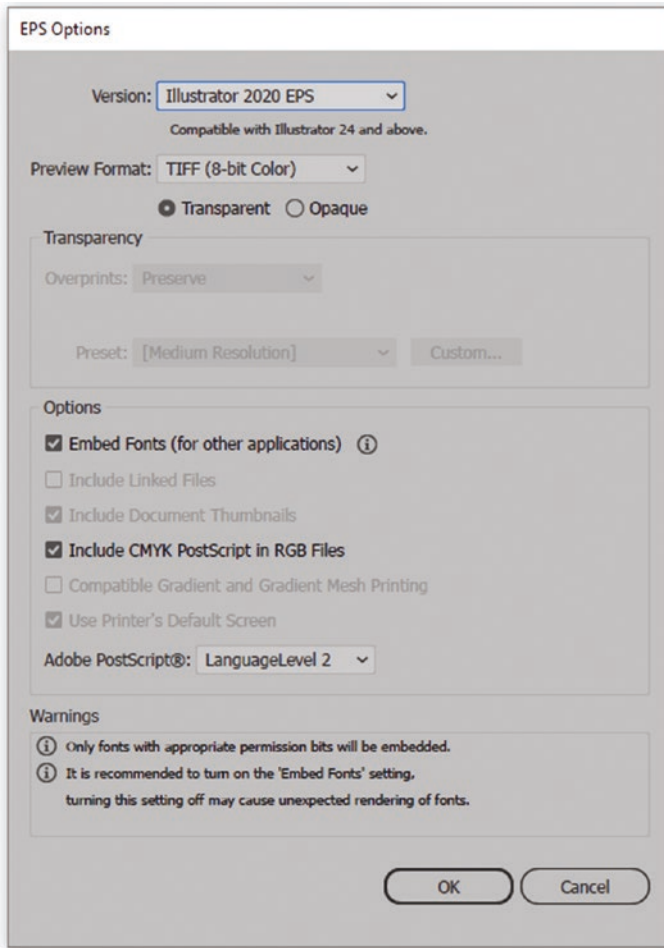 EPS Options
Version: Illustrator 2020 EPS
Compatible with Illustrator 24 and above.
Preview Format: TIFF (8-bit Color)
Transparent Opaque
Transparency
Overprints: Preserve
Preset: [Medium Resolution] Custom...
Options
Embed Fonts (for other applications)
Include Linked Files
Include Document Thumbnails
Include CMYK PostScript in RGB Files
Compatible Gradient and Gradient Mesh Printing
Use Printer's Default Screen
Adobe PostScript®: LanguageLevel 2
Warnings
Only fonts with appropriate permission bits will be embedded.
It is recommended to turn on the 'Embed Fonts' setting,
turning this setting off may cause unexpected rendering of fonts.
OK Cancel